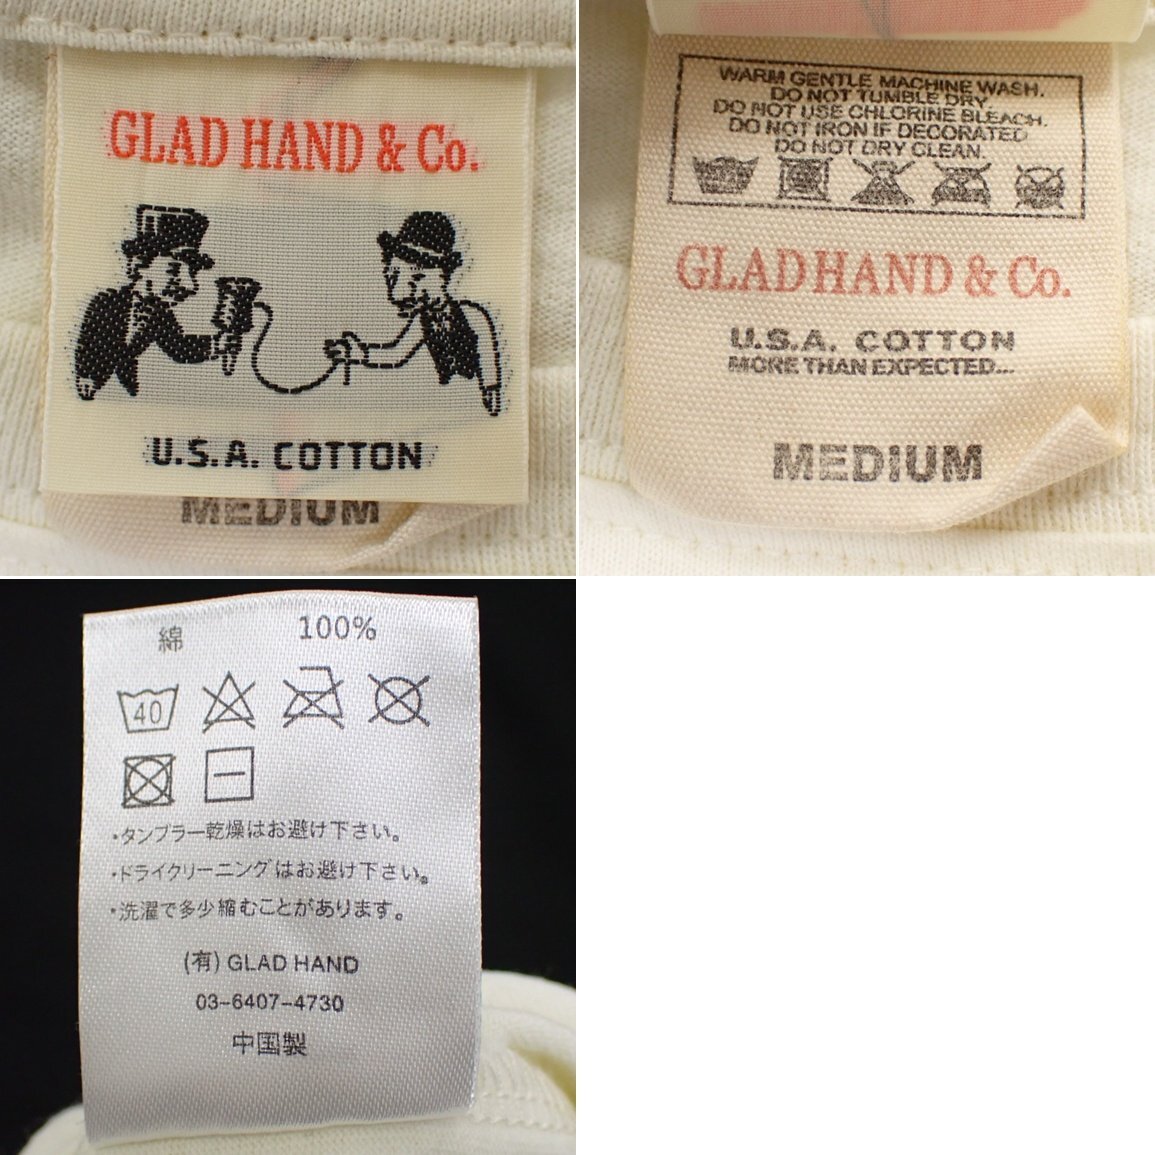 GLAD HAND & Co.
U.S.A. COTTON
MEDIUM
WARM GENTLE MACHINE WASH.
DO NOT TUMBLE DRY.
DO NOT USE CHLORINE BLEACH.
DO NOT IRON IF DECORATED
DO NOT DRY CLEAN.
GLAD HAND & Co.
U.S.A. COTTON
MORE THAN EXPECTED...
MEDIUM
綿 100%
40
・タンブラー乾燥はお避け下さい。
・ドライクリーニングはお避け下さい。
・洗濯で多少縮むことがあります。
(有) GLAD HAND
03-6407-4730
中国製